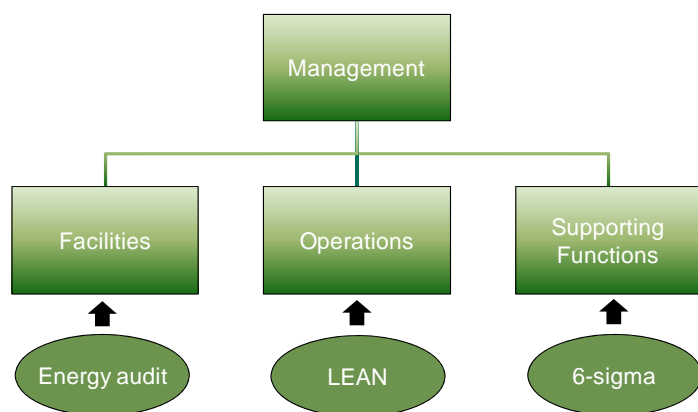 Management
Facilities
Operations
Supporting
Functions
Energy audit
LEAN
6-sigma